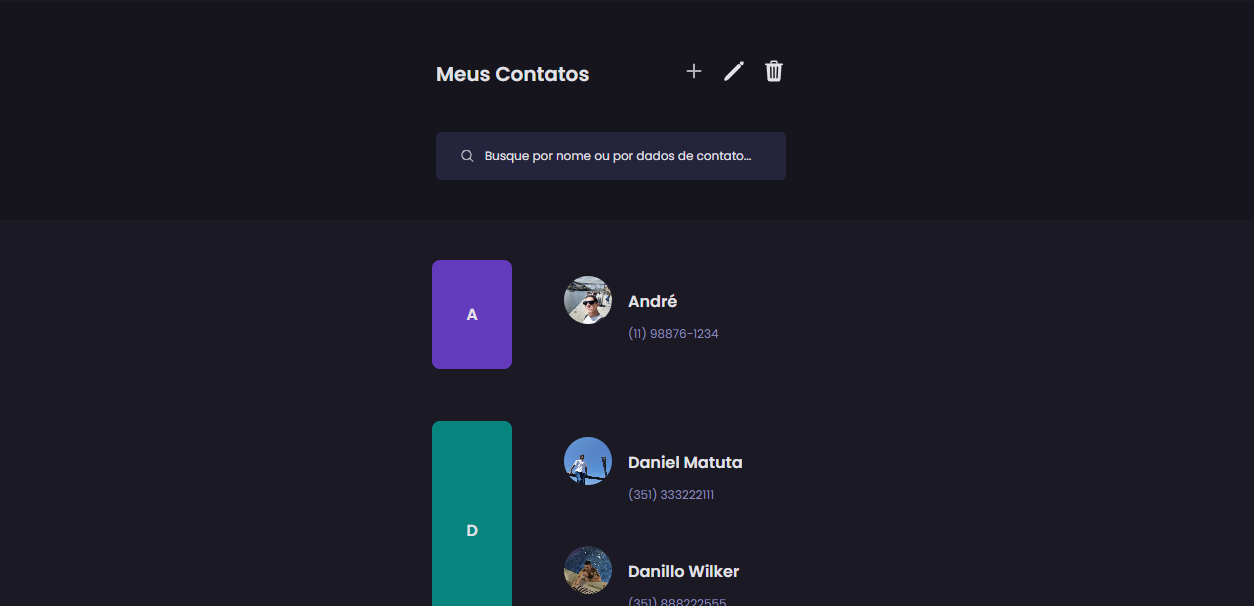 Meus Contatos
Busque por nome ou por dados de contato...
A
André
(11) 98876-1234
Daniel Matuta
(351) 333222111
D
Danillo Wilker
(351) 888222555